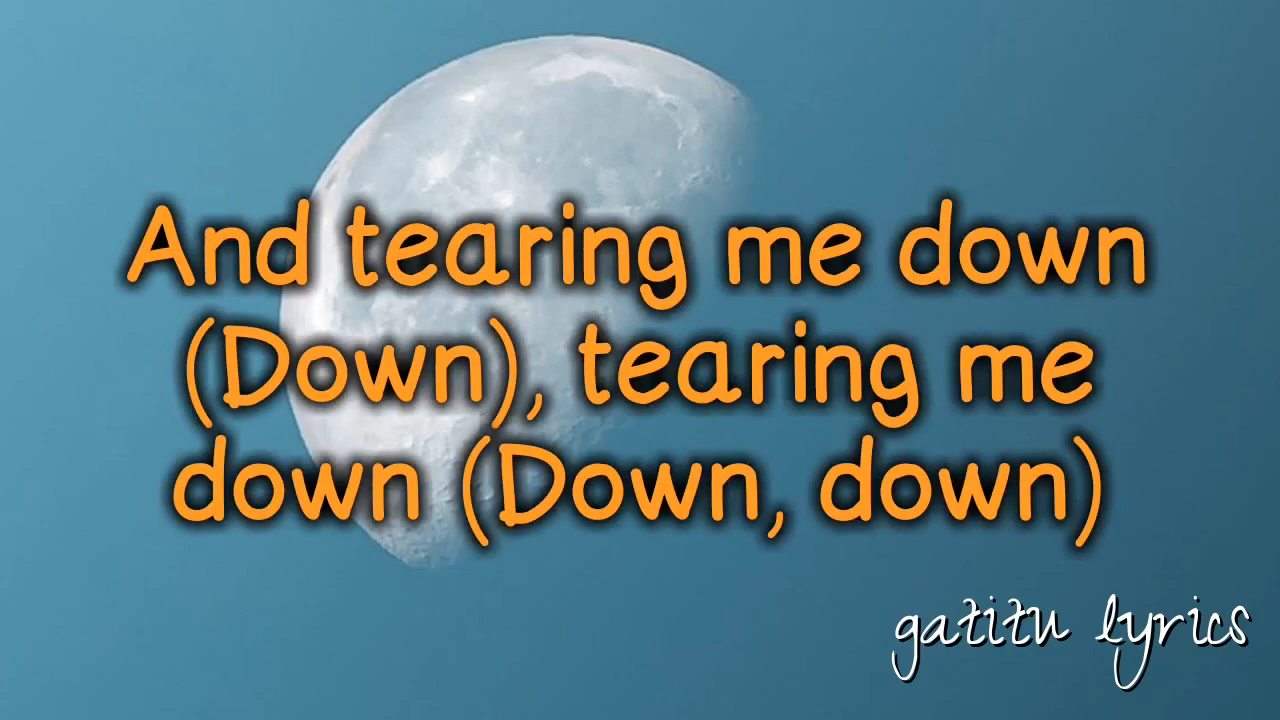 And tearing me down
(Down), tearing me
down (Down, down)
gatitu lyrics